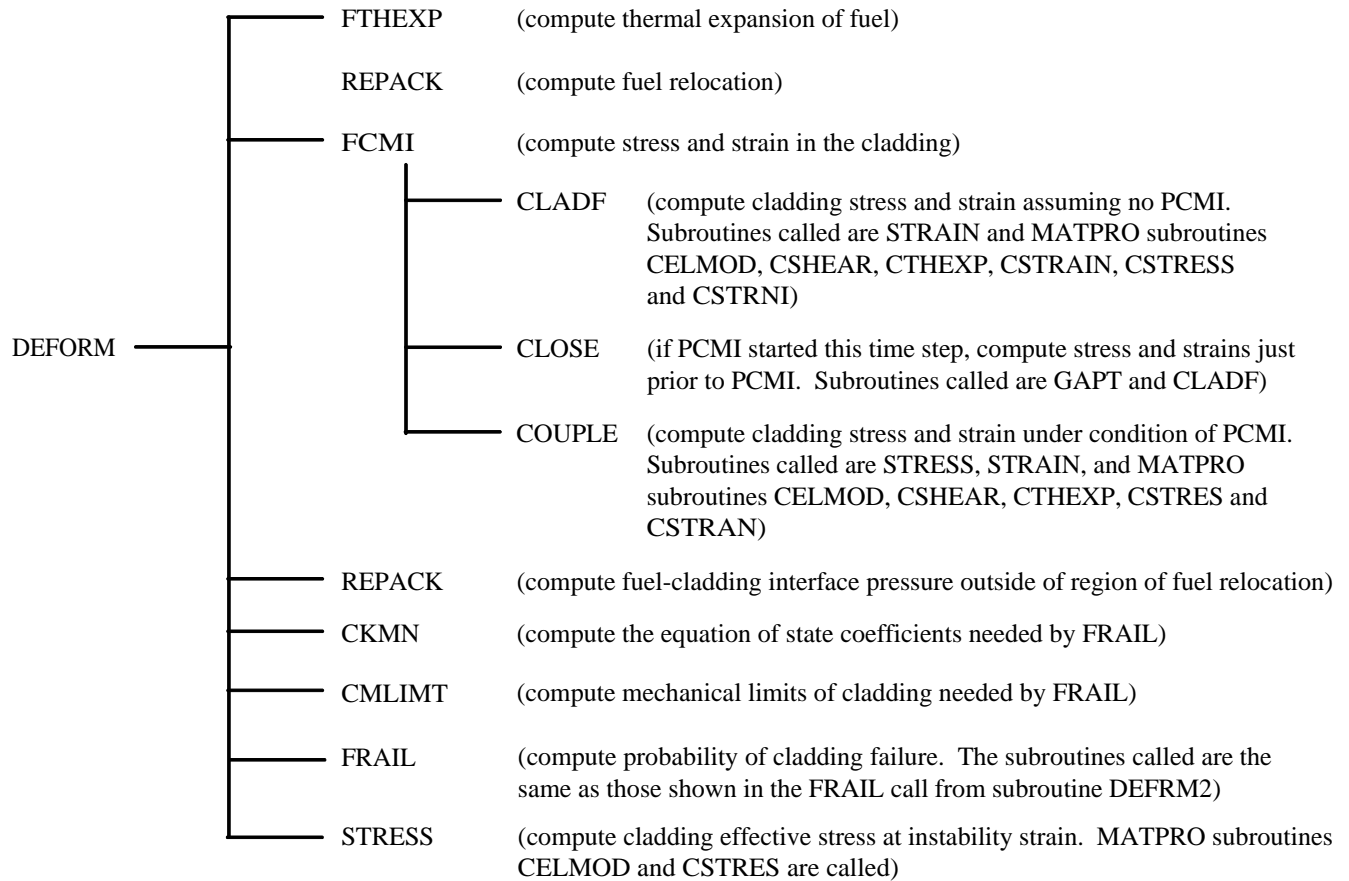 FTHEXP (compute thermal expansion of fuel)
REPACK (compute fuel relocation)
FCMI (compute stress and strain in the cladding)
CLADF (compute cladding stress and strain assuming no PCMI.
Subroutines called are STRAIN and MATPRO subroutines
CELMOD, CSHEAR, CTHEXP, CSTRAIN, CSTRESS
and CSTRNI)
DEFORM
CLOSE (if PCMI started this time step, compute stress and strains just
prior to PCMI. Subroutines called are GAPT and CLADF)
COUPLE (compute cladding stress and strain under condition of PCMI.
Subroutines called are STRESS, STRAIN, and MATPRO
subroutines CELMOD, CSHEAR, CTHEXP, CSTRES and
CSTRAN)
REPACK (compute fuel-cladding interface pressure outside of region of fuel relocation)
CKMN (compute the equation of state coefficients needed by FRAIL)
CMLIMT (compute mechanical limits of cladding needed by FRAIL)
FRAIL (compute probability of cladding failure. The subroutines called are the
same as those shown in the FRAIL call from subroutine DEFRM2)
STRESS (compute cladding effective stress at instability strain. MATPRO subroutines
CELMOD and CSTRES are called)